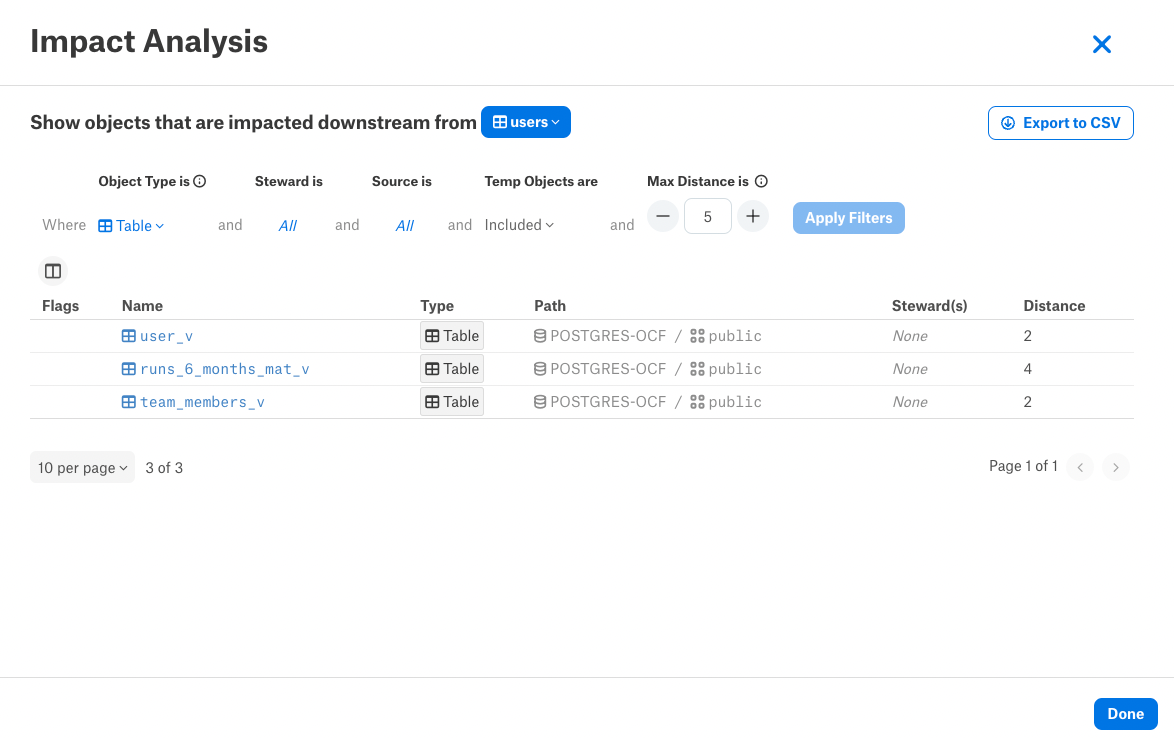 Impact Analysis
Show objects that are impacted downstream from users
Export to CSV
Object Type is Steward is Source is Temp Objects are Max Distance is
Where Table and All and All and Included and 5 Apply Filters
Flags Name Type Path Steward(s) Distance
user_v Table POSTGRES-OCF / public None 2
runs_6_months_mat_v Table POSTGRES-OCF / public None 4
team_members_v Table POSTGRES-OCF / public None 2
10 per page 3 of 3 Page 1 of 1
Done